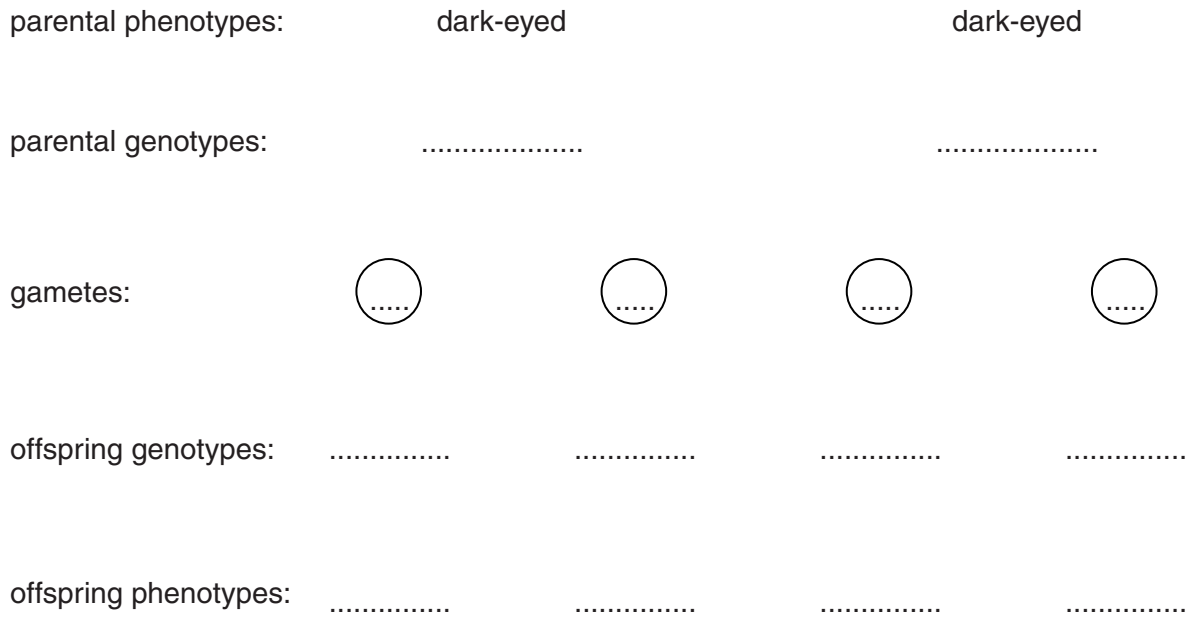 parental phenotypes: dark-eyed dark-eyed
parental genotypes: .................... ....................
gametes: ..... ..... ..... .....
offspring genotypes: ............... ............... ............... ...............
offspring phenotypes: ............... ............... ............... ...............